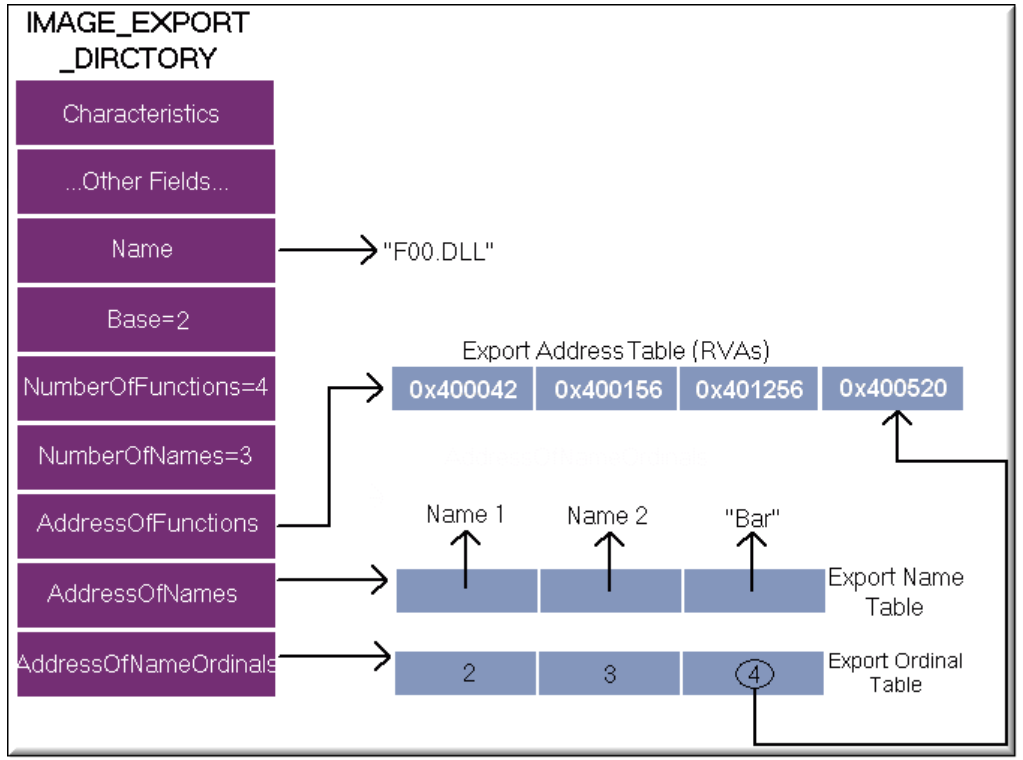 IMAGE_EXPORT
_DIRCTORY
Characteristics
...Other Fields...
Name
"F00.DLL"
Base=2
NumberOfFunctions=4
NumberOfNames=3
AddressOfFunctions
AddressOfNames
AddressOfNameOrdinals
Export Address Table (RVAs)
0x400042 0x400156 0x401256 0x400520
Name 1 Name 2 "Bar"
Export Name
Table
2 3 4
Export Ordinal
Table